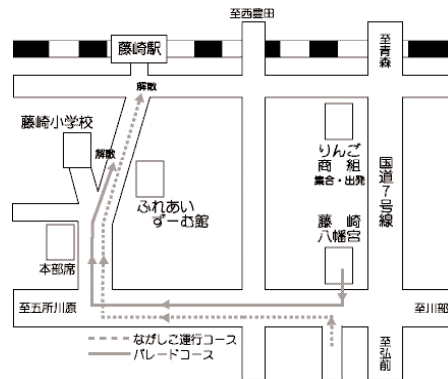 至西豊田
藤崎駅
至青森
解散
藤崎小学校
解散
りんご
商組
集合・出発
国道7号線
ふれあい
ずーむ館
藤崎
八幡宮
本部席
至五所川原
至川部
ながしこ運行コース
パレードコース
至弘前